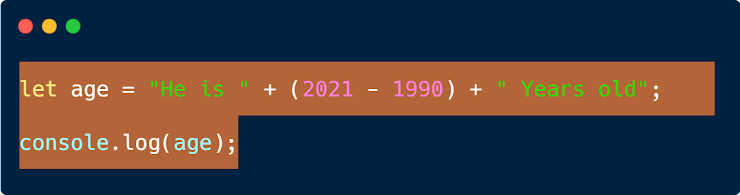 let age = "He is " + (2021 - 1990) + " Years old";
console.log(age);